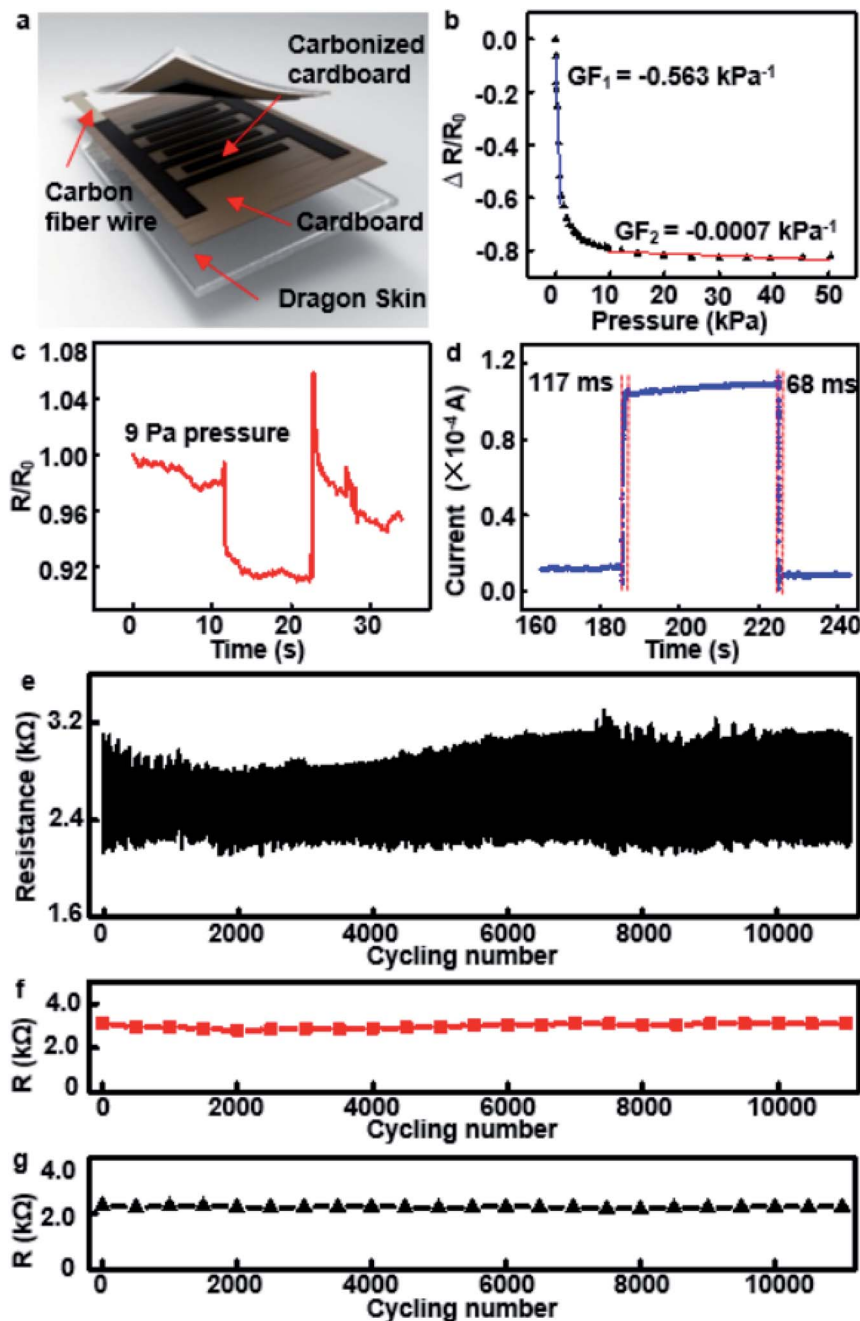 a
Carbonized
cardboard
Carbon
fiber wire
Cardboard
Dragon Skin
b
0.0
-0.2
-0.4
-0.6
-0.8
Δ R/R₀
GF₁ = -0.563 kPa⁻¹
GF₂ = -0.0007 kPa⁻¹
0 10 20 30 40 50
Pressure (kPa)
c
1.08
1.04
1.00
0.96
0.92
R/R₀
9 Pa pressure
0 10 20 30
Time (s)
d
1.2
0.8
0.4
0.0
Current (×10⁻⁴ A)
117 ms
68 ms
160 180 200 220 240
Time (s)
e
3.2
2.4
1.6
Resistance (kΩ)
0 2000 4000 6000 8000 10000
Cycling number
f
4.0
2.0
0
R (kΩ)
0 2000 4000 6000 8000 10000
Cycling number
g
4.0
2.0
0
R (kΩ)
0 2000 4000 6000 8000 10000
Cycling number